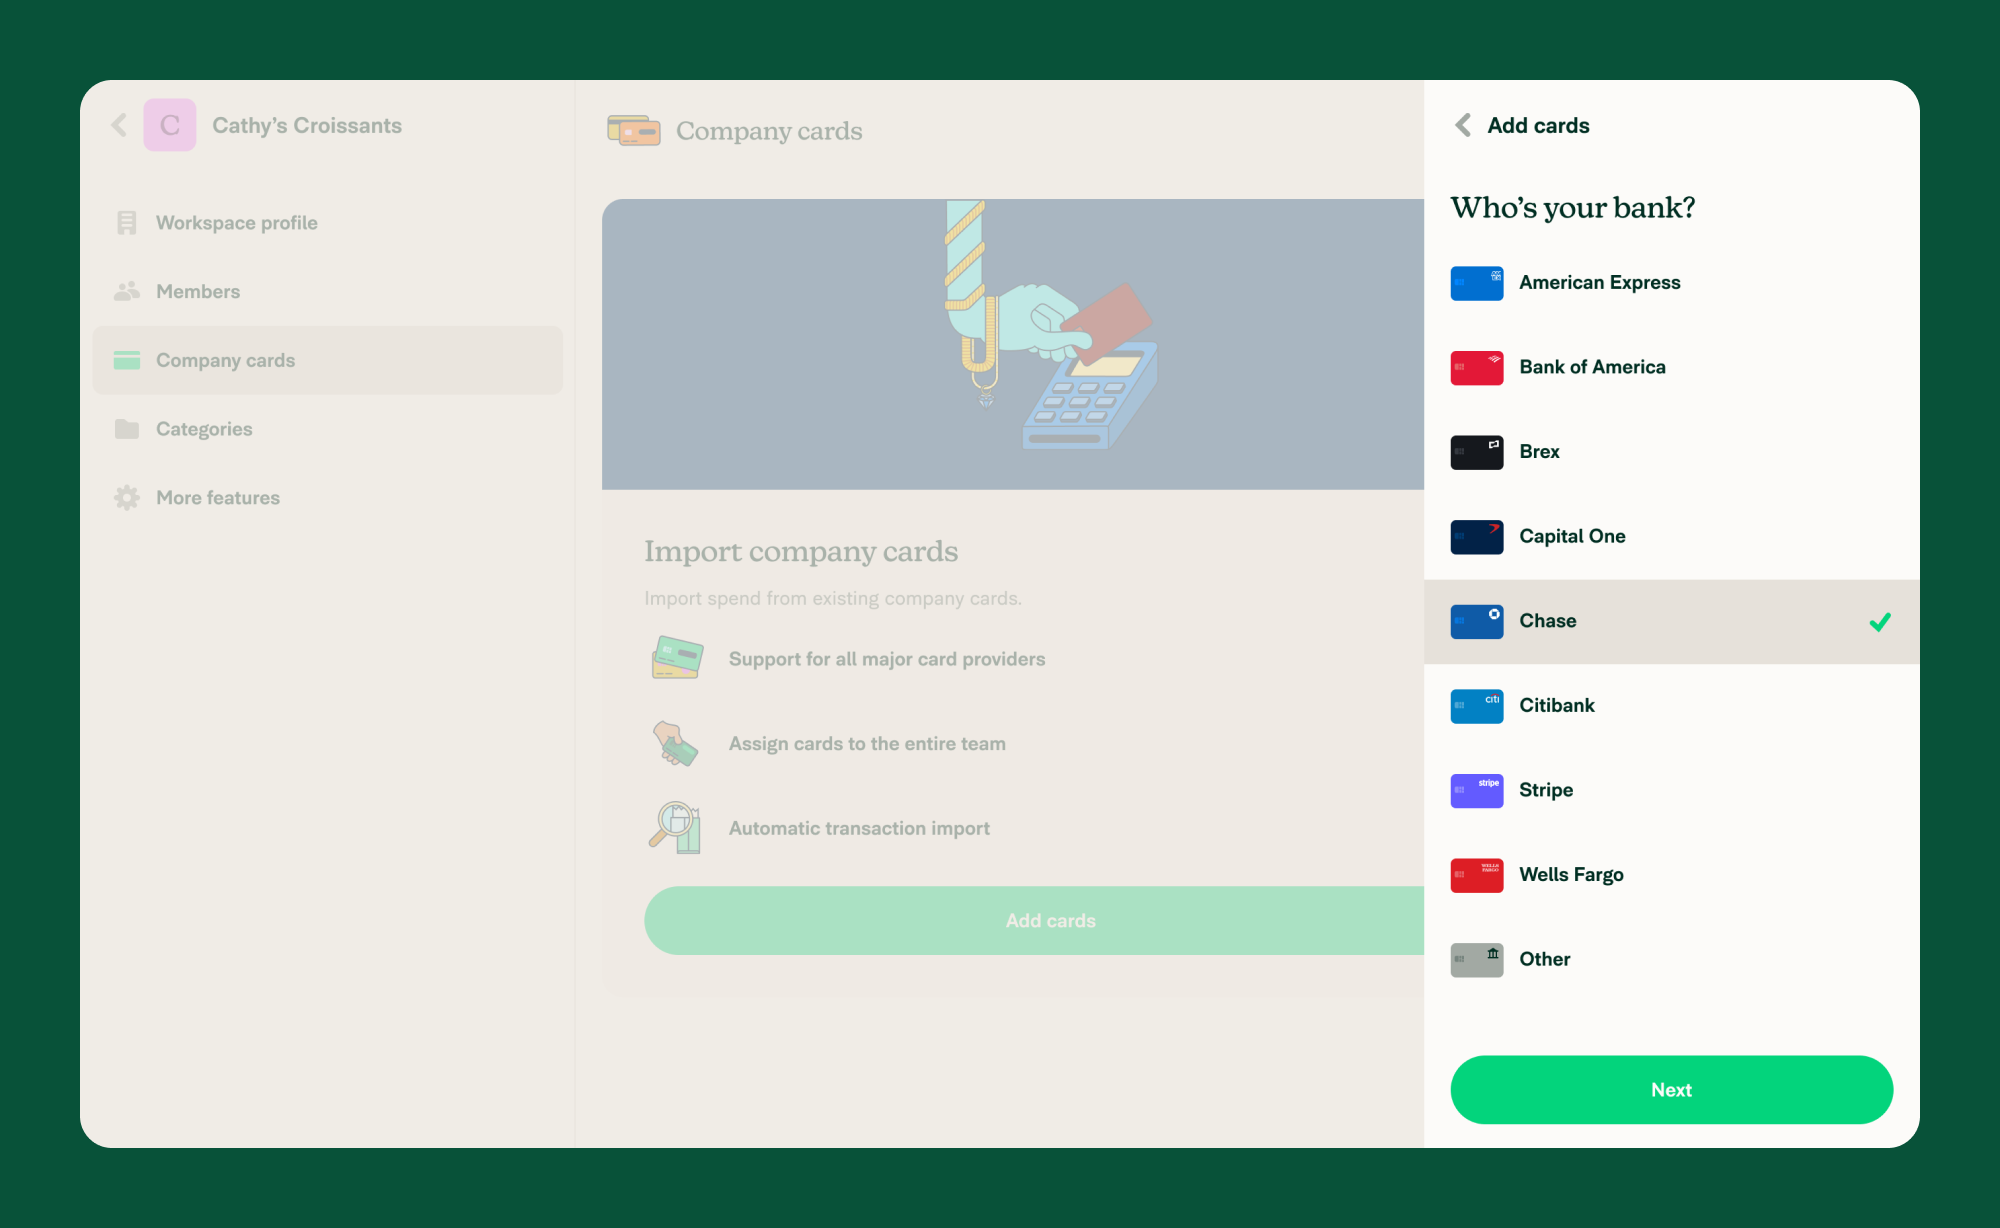 C
Cathy’s Croissants
Workspace profile
Members
Company cards
Categories
More features
Company cards
Import company cards
Import spend from existing company cards.
Support for all major card providers
Assign cards to the entire team
Automatic transaction import
Add cards
Add cards
Who’s your bank?
American Express
Bank of America
Brex
Capital One
Chase
citi
Citibank
stripe
Stripe
WELLS
FARGO
Wells Fargo
Other
Next